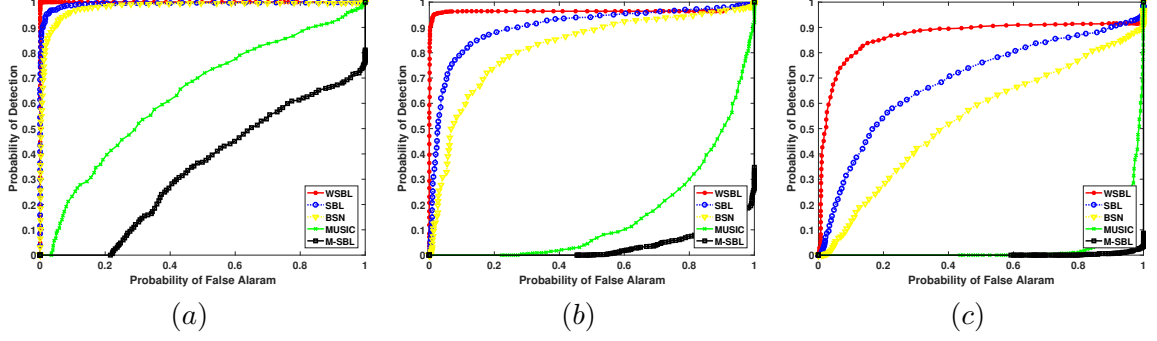 Probability of Detection
1
0.9
0.8
0.7
0.6
0.5
0.4
0.3
0.2
0.1
0
0 0.2 0.4 0.6 0.8 1
Probability of False Alaram
WSBL
SBL
BSN
MUSIC
M-SBL
(a)
Probability of Detection
1
0.9
0.8
0.7
0.6
0.5
0.4
0.3
0.2
0.1
0
0 0.2 0.4 0.6 0.8 1
Probability of False Alaram
WSBL
SBL
BSN
MUSIC
M-SBL
(b)
Probability of Detection
1
0.9
0.8
0.7
0.6
0.5
0.4
0.3
0.2
0.1
0
0 0.2 0.4 0.6 0.8 1
Probability of False Alaram
WSBL
SBL
BSN
MUSIC
M-SBL
(c)